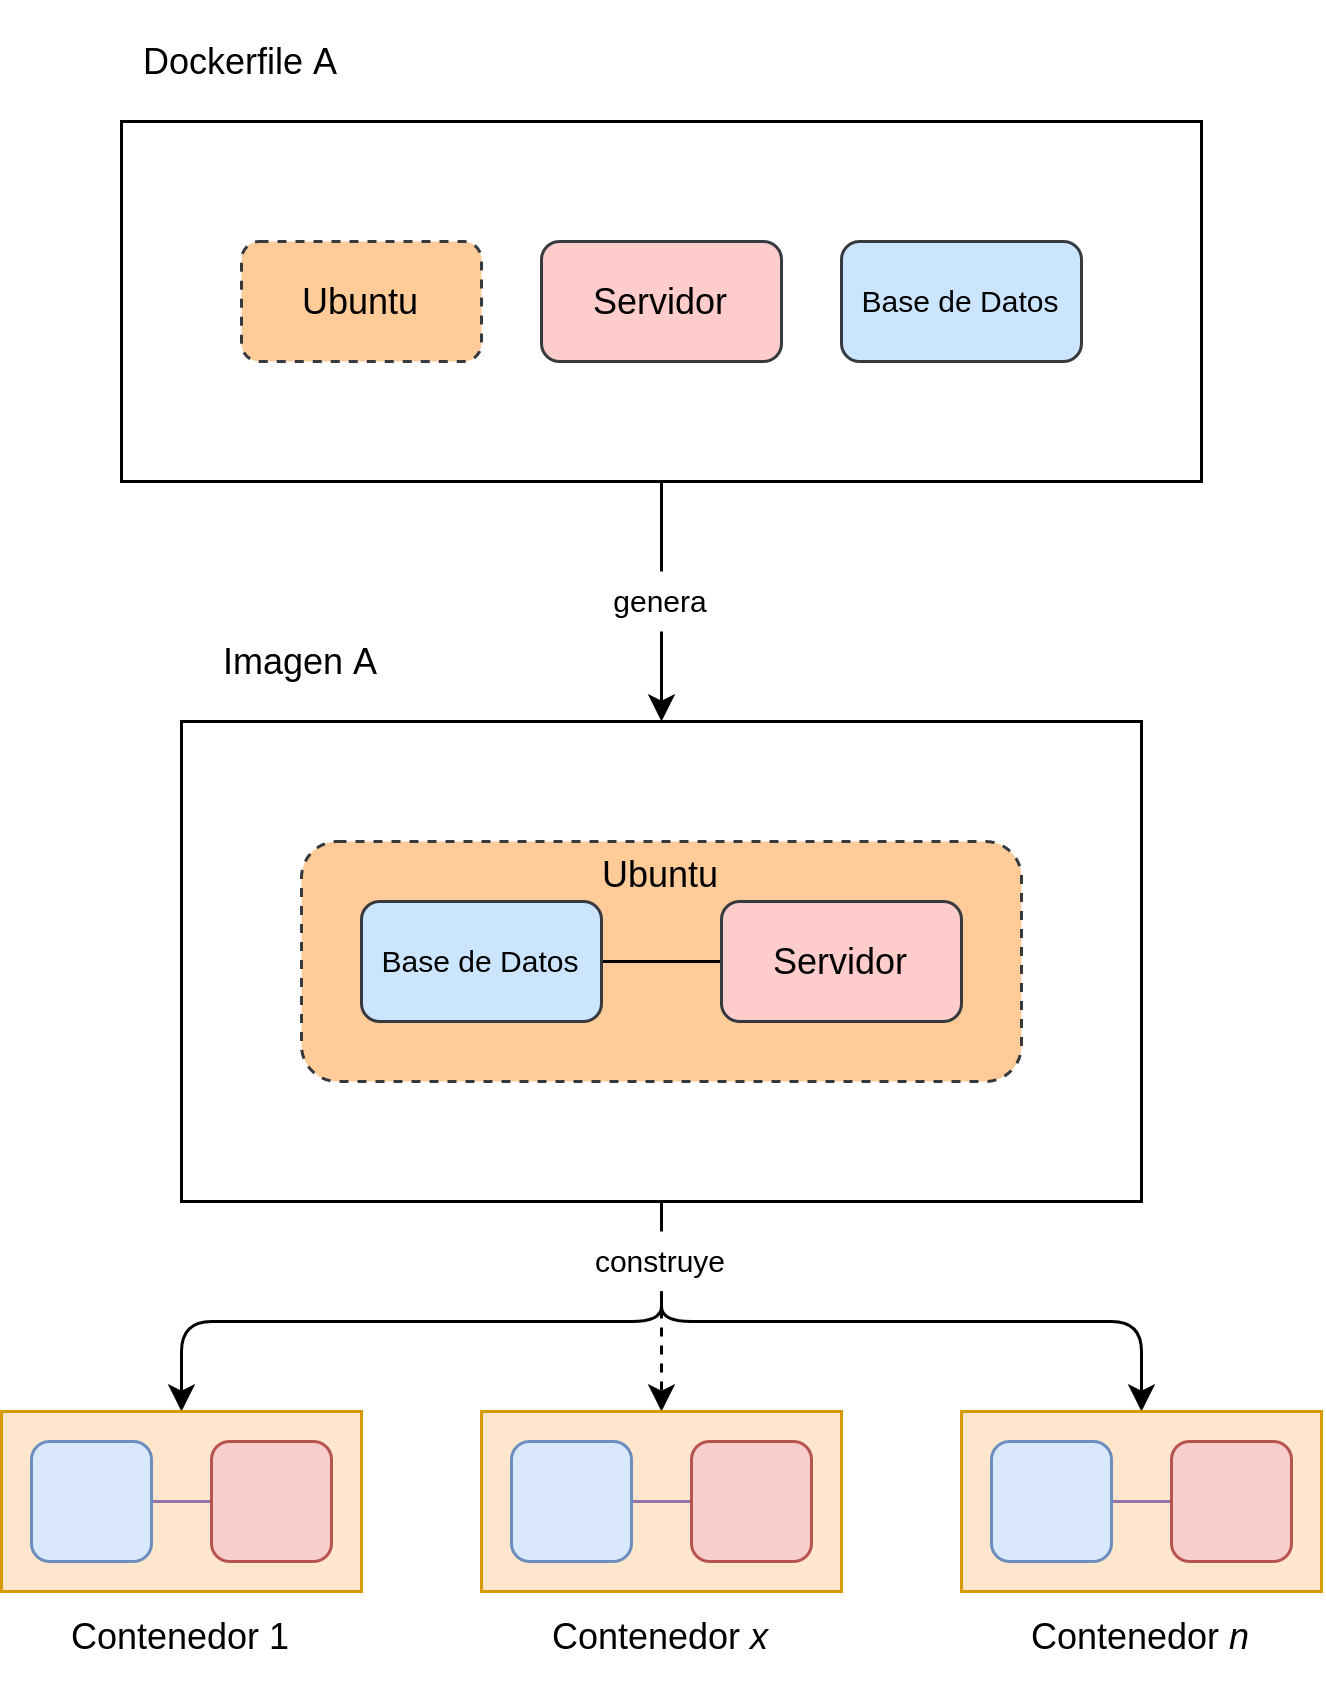 Dockerfile A
Ubuntu
Servidor
Base de Datos
genera
Imagen A
Ubuntu
Base de Datos
Servidor
construye
Contenedor 1
Contenedor x
Contenedor n